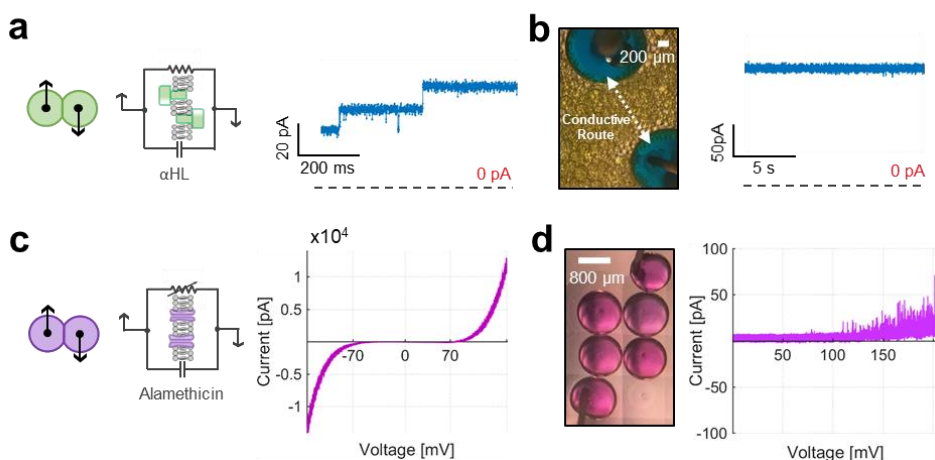 a
αHL
20 pA
200 ms
0 pA
b
200 µm
Conductive
Route
50pA
5 s
0 pA
c
Alamethicin
x10⁴
Current [pA]
1
0.5
0
-0.5
-1
-70
0
70
Voltage [mV]
d
800 µm
Current [pA]
100
50
0
-50
-100
50
100
150
Voltage [mV]